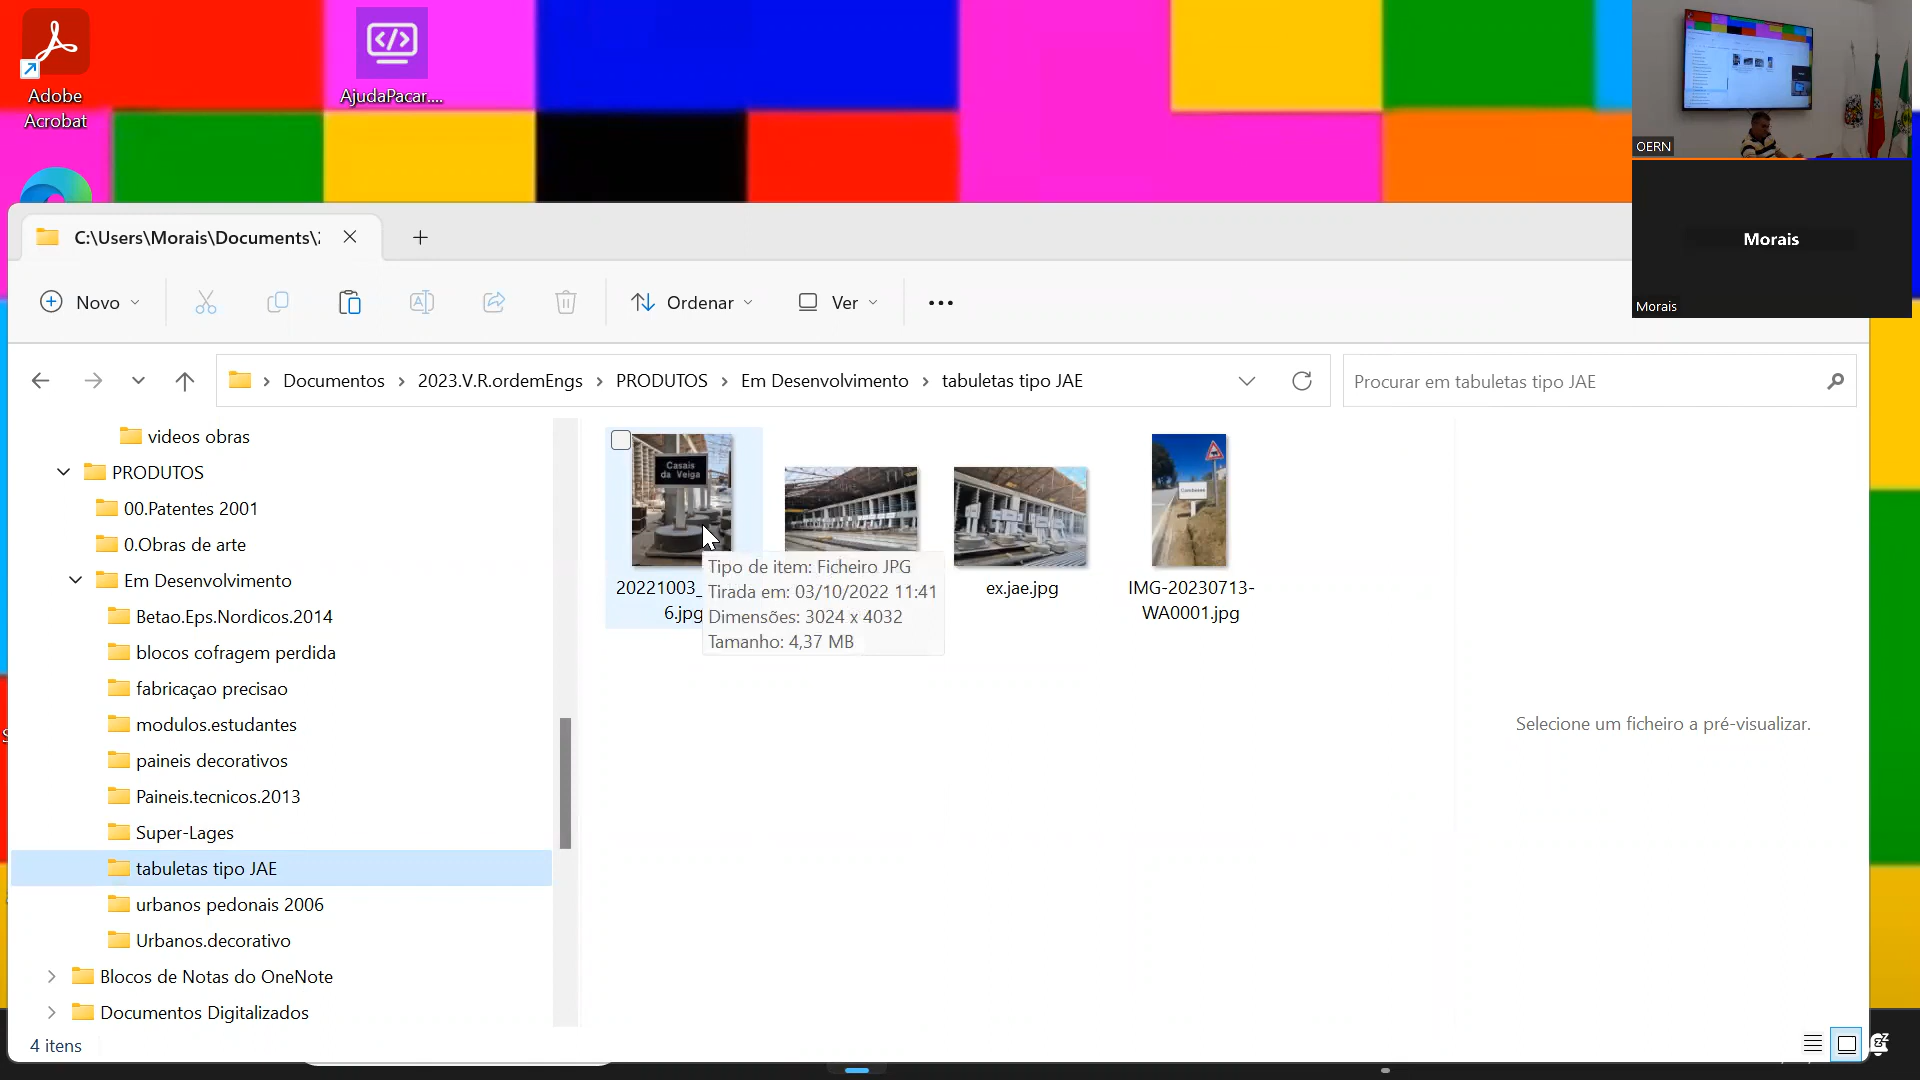 Adobe
Acrobat
AjudaPacar....
OERN
Morais
Morais
C:\Users\Morais\Documents\
Novo
Ordenar
Ver
Documentos
2023.V.R.ordemEngs
PRODUTOS
Em Desenvolvimento
tabuletas tipo JAE
Procurar em tabuletas tipo JAE
videos obras
PRODUTOS
00.Patentes 2001
0.Obras de arte
Em Desenvolvimento
Betao.Eps.Nordicos.2014
blocos cofragem perdida
fabricaçao precisao
modulos.estudantes
paineis decorativos
Paineis.tecnicos.2013
Super-Lages
tabuletas tipo JAE
urbanos pedonais 2006
Urbanos.decorativo
Blocos de Notas do OneNote
Documentos Digitalizados
Casais
da Veiga
20221003_
6.jpg
Tipo de item: Ficheiro JPG
Tirada em: 03/10/2022 11:41
Dimensões: 3024 x 4032
Tamanho: 4,37 MB
ex.jae.jpg
IMG-20230713-
WA0001.jpg
Selecione um ficheiro a pré-visualizar.
4 itens